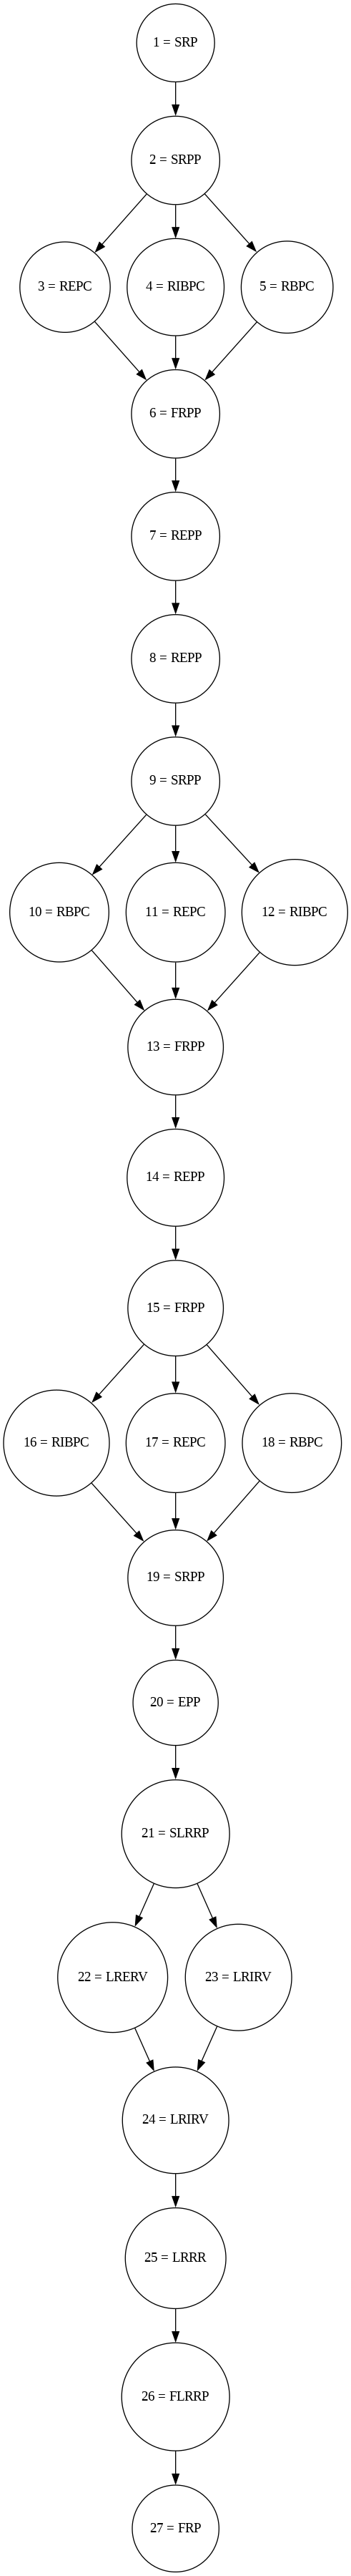 1 = SRP
2 = SRPP
3 = REPC
4 = RIBPC
5 = RBPC
6 = FRPP
7 = REPP
8 = REPP
9 = SRPP
10 = RBPC
11 = REPC
12 = RIBPC
13 = FRPP
14 = REPP
15 = FRPP
16 = RIBPC
17 = REPC
18 = RBPC
19 = SRPP
20 = EPP
21 = SLRRP
22 = LRERV
23 = LRIRV
24 = LRIRV
25 = LRRR
26 = FLRRP
27 = FRP